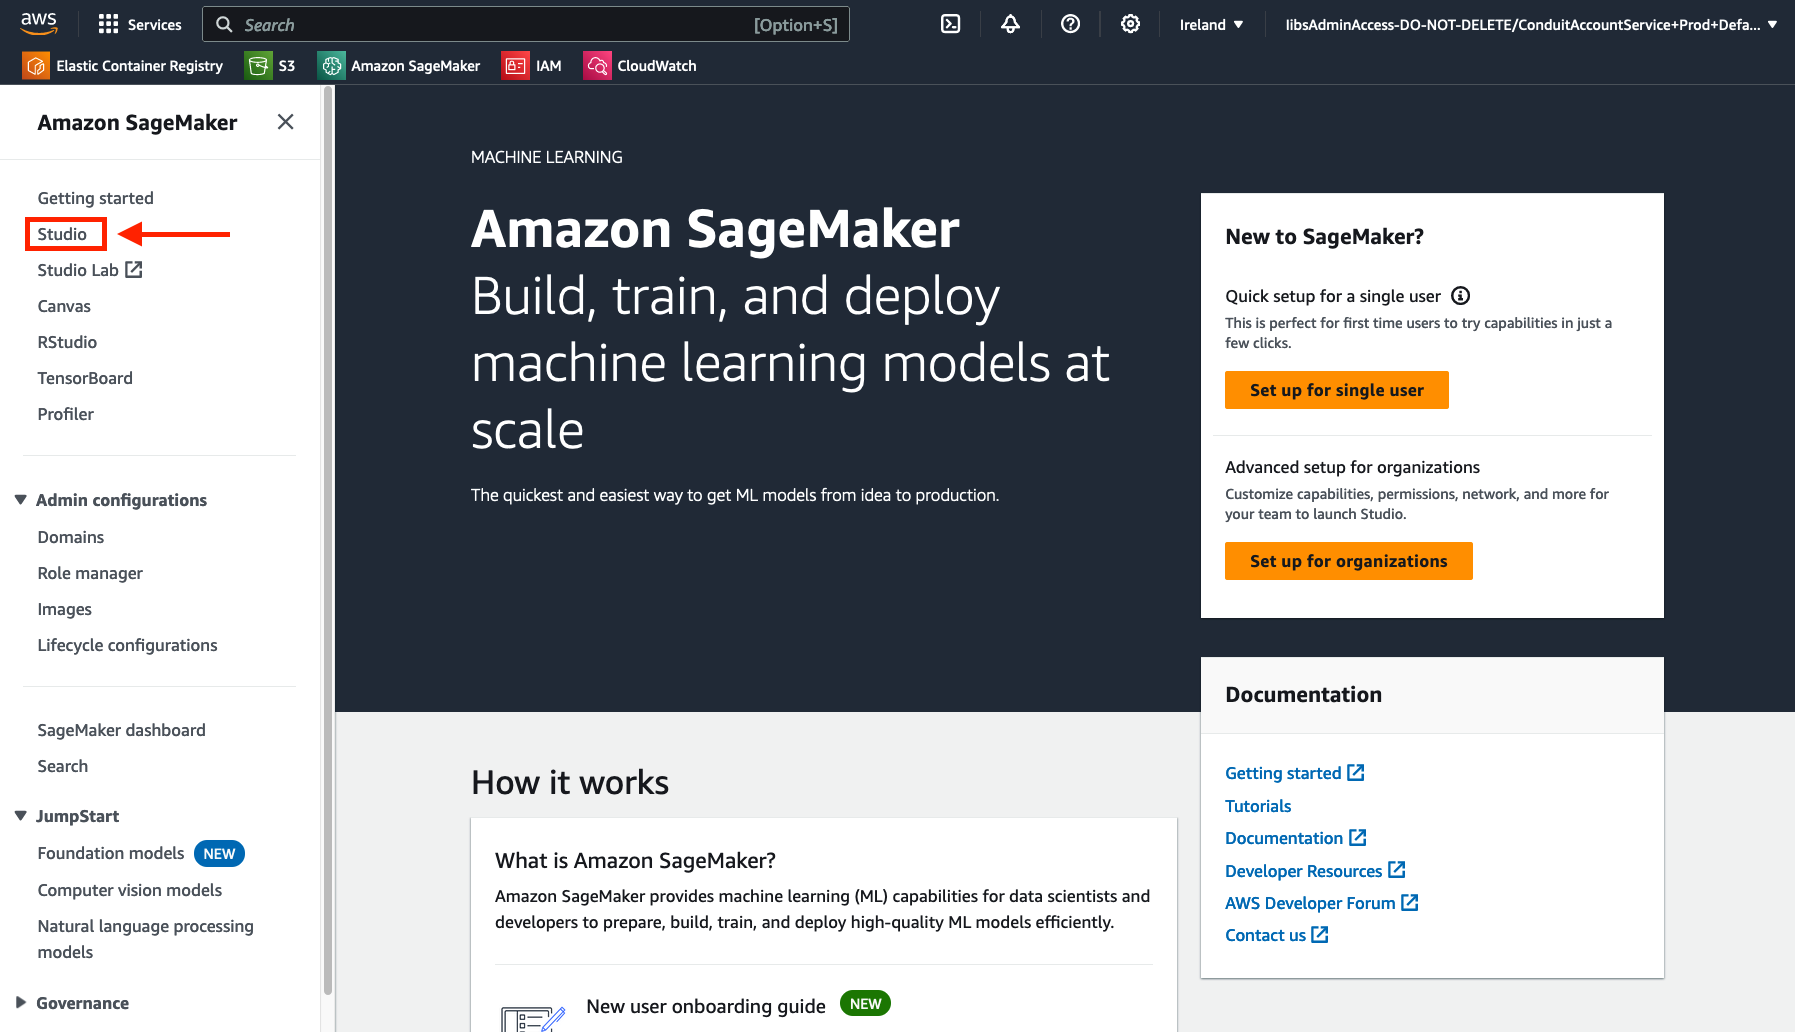 aws
Services
Search
[Option+S]
Ireland
IibsAdminAccess-DO-NOT-DELETE/ConduitAccountService+Prod+Defa...
Elastic Container Registry
S3
Amazon SageMaker
IAM
CloudWatch
Amazon SageMaker
Getting started
Studio
Studio Lab
Canvas
RStudio
TensorBoard
Profiler
Admin configurations
Domains
Role manager
Images
Lifecycle configurations
SageMaker dashboard
Search
JumpStart
Foundation models NEW
Computer vision models
Natural language processing
models
Governance
MACHINE LEARNING
Amazon SageMaker
Build, train, and deploy
machine learning models at
scale
The quickest and easiest way to get ML models from idea to production.
New to SageMaker?
Quick setup for a single user
This is perfect for first time users to try capabilities in just a
few clicks.
Set up for single user
Advanced setup for organizations
Customize capabilities, permissions, network, and more for
your team to launch Studio.
Set up for organizations
Documentation
Getting started
Tutorials
Documentation
Developer Resources
AWS Developer Forum
Contact us
How it works
What is Amazon SageMaker?
Amazon SageMaker provides machine learning (ML) capabilities for data scientists and
developers to prepare, build, train, and deploy high-quality ML models efficiently.
New user onboarding guide NEW